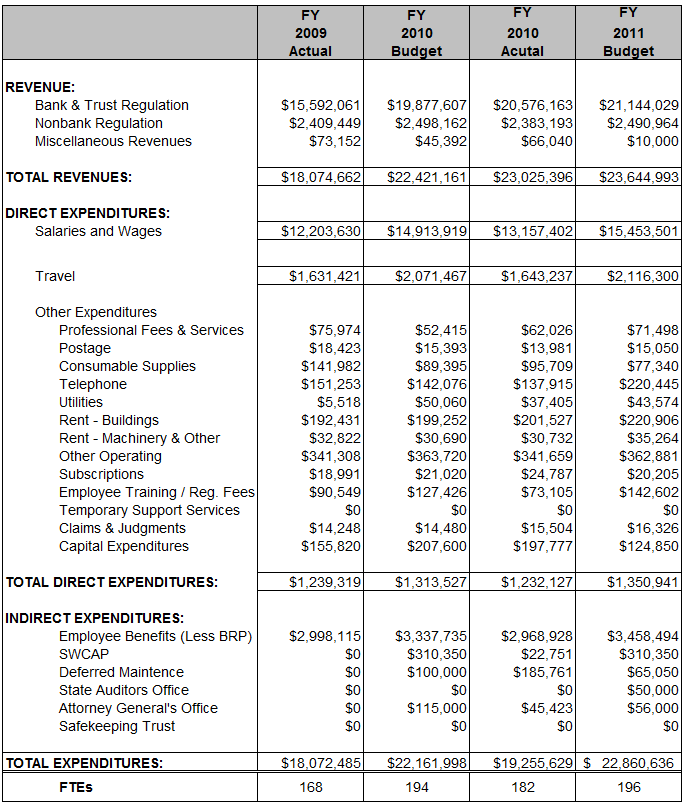 FY FY FY FY
2009 2010 2010 2011
Actual Budget Acutal Budget
REVENUE:
Bank & Trust Regulation $15,592,061 $19,877,607 $20,576,163 $21,144,029
Nonbank Regulation $2,409,449 $2,498,162 $2,383,193 $2,490,964
Miscellaneous Revenues $73,152 $45,392 $66,040 $10,000
TOTAL REVENUES: $18,074,662 $22,421,161 $23,025,396 $23,644,993
DIRECT EXPENDITURES:
Salaries and Wages $12,203,630 $14,913,919 $13,157,402 $15,453,501
Travel $1,631,421 $2,071,467 $1,643,237 $2,116,300
Other Expenditures
Professional Fees & Services $75,974 $52,415 $62,026 $71,498
Postage $18,423 $15,393 $13,981 $15,050
Consumable Supplies $141,982 $89,395 $95,709 $77,340
Telephone $151,253 $142,076 $137,915 $220,445
Utilities $5,518 $50,060 $37,405 $43,574
Rent - Buildings $192,431 $199,252 $201,527 $220,906
Rent - Machinery & Other $32,822 $30,690 $30,732 $35,264
Other Operating $341,308 $363,720 $341,659 $362,881
Subscriptions $18,991 $21,020 $24,787 $20,205
Employee Training / Reg. Fees $90,549 $127,426 $73,105 $142,602
Temporary Support Services $0 $0 $0 $0
Claims & Judgments $14,248 $14,480 $15,504 $16,326
Capital Expenditures $155,820 $207,600 $197,777 $124,850
TOTAL DIRECT EXPENDITURES: $1,239,319 $1,313,527 $1,232,127 $1,350,941
INDIRECT EXPENDITURES:
Employee Benefits (Less BRP) $2,998,115 $3,337,735 $2,968,928 $3,458,494
SWCAP $0 $310,350 $22,751 $310,350
Deferred Maintence $0 $100,000 $185,761 $65,050
State Auditors Office $0 $0 $0 $50,000
Attorney General's Office $0 $115,000 $45,423 $56,000
Safekeeping Trust $0 $0 $0 $0
TOTAL EXPENDITURES: $18,072,485 $22,161,998 $19,255,629 $ 22,860,636
FTEs 168 194 182 196